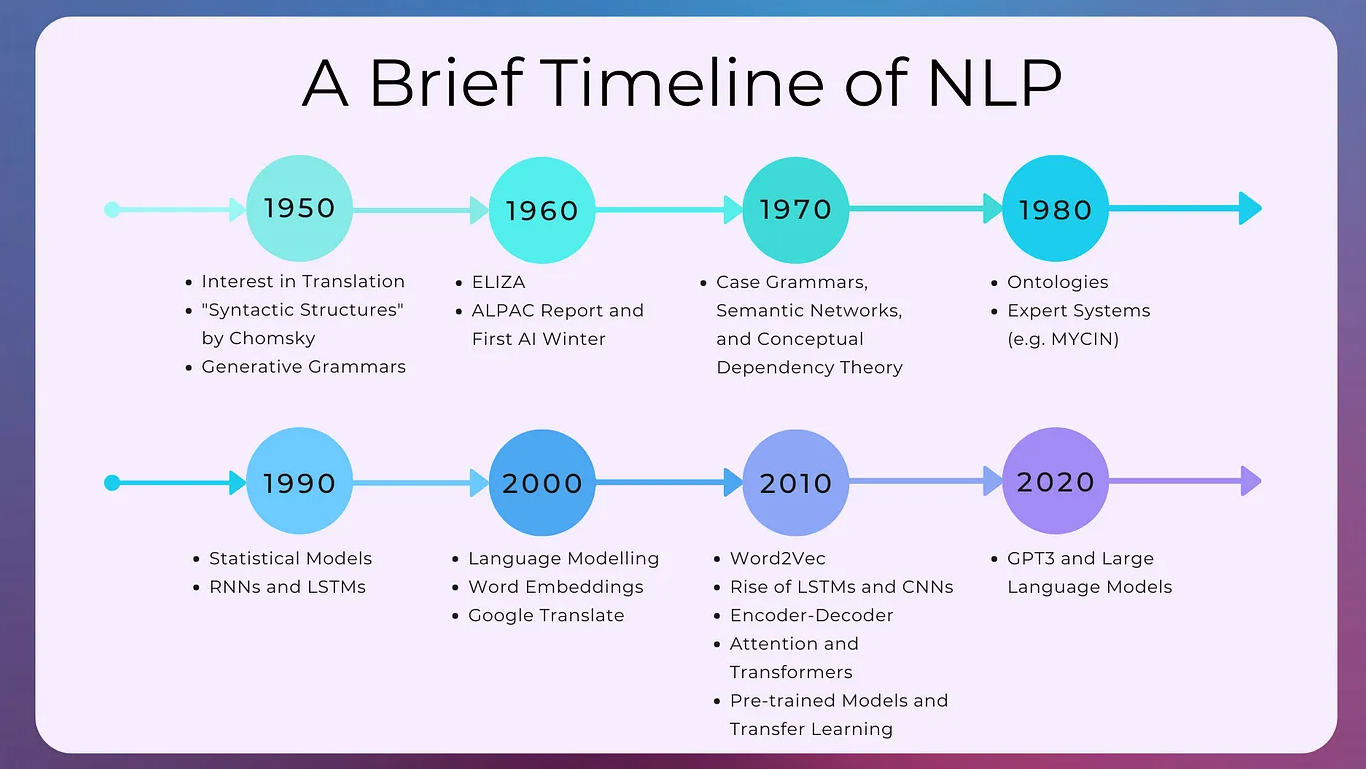 A Brief Timeline of NLP
1950
1960
1970
1980
• Interest in Translation
• "Syntactic Structures"
by Chomsky
• Generative Grammars
• ELIZA
• ALPAC Report and
First AI Winter
• Case Grammars,
Semantic Networks,
and Conceptual
Dependency Theory
• Ontologies
• Expert Systems
(e.g. MYCIN)
1990
2000
2010
2020
• Statistical Models
• RNNs and LSTMs
• Language Modelling
• Word Embeddings
• Google Translate
• Word2Vec
• Rise of LSTMs and CNNs
• Encoder-Decoder
• Attention and
Transformers
• Pre-trained Models and
Transfer Learning
• GPT3 and Large
Language Models